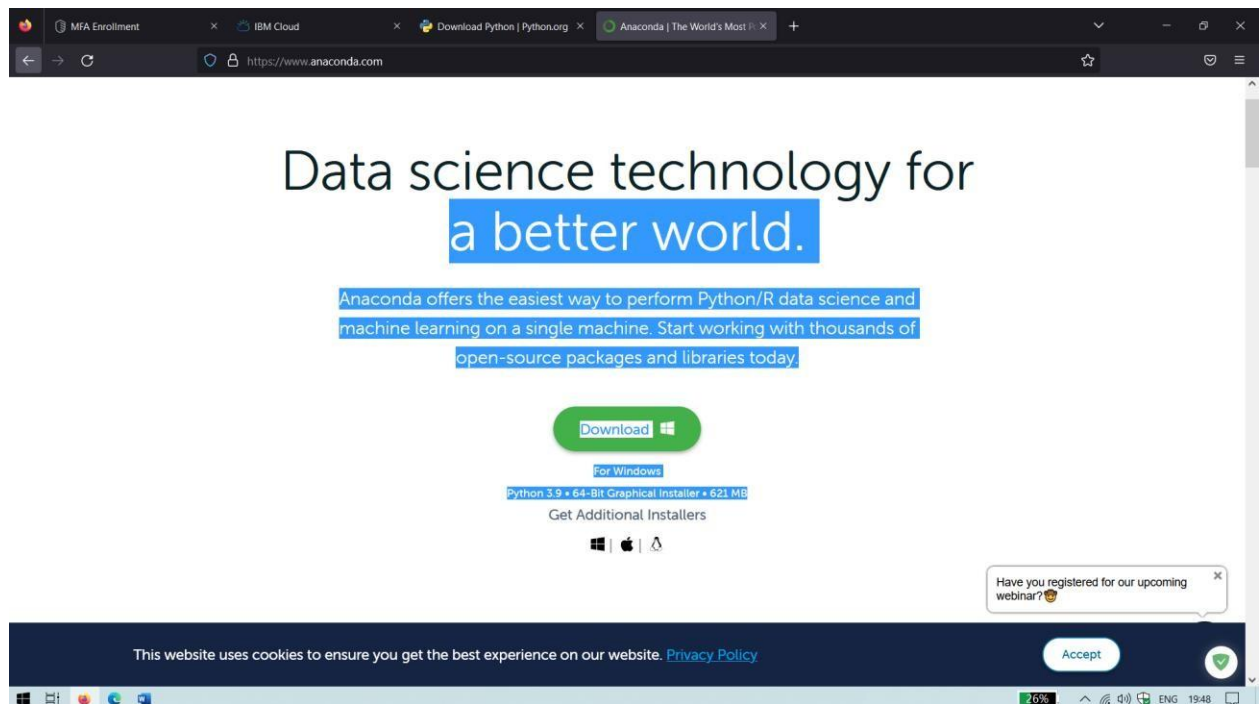 MFA Enrollment
IBM Cloud
Download Python | Python.org
Anaconda | The World's Most
https://www.anaconda.com
Data science technology for
a better world.
Anaconda offers the easiest way to perform Python/R data science and
machine learning on a single machine. Start working with thousands of
open-source packages and libraries today.
Download
For Windows
Python 3.9 • 64-Bit Graphical Installer • 621 MB
Get Additional Installers
| |
Have you registered for our upcoming
webinar?🤠
This website uses cookies to ensure you get the best experience on our website. Privacy Policy
Accept
26%
ENG
19:48